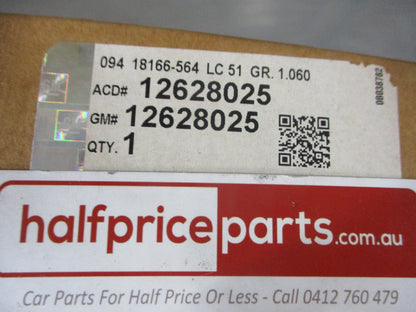 094 18166-564 LC 51 GR. 1.060
ACD# 12628025
GM# 12628025
QTY. 1
08038782
halfpriceparts.com.au
Car Parts For Half Price Or Less - Call 0412 760 479